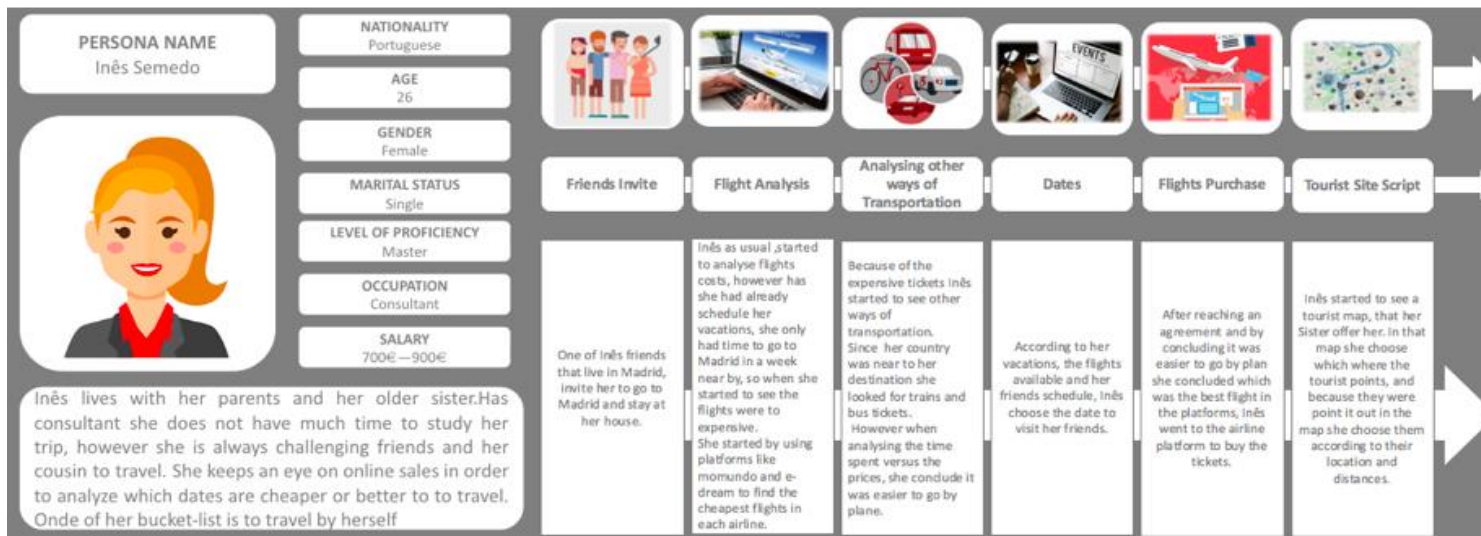 PERSONA NAME
Inês Semedo
NATIONALITY
Portuguese
AGE
26
GENDER
Female
MARITAL STATUS
Single
LEVEL OF PROFICIENCY
Master
OCCUPATION
Consultant
SALARY
700€—900€
Inês lives with her parents and her older sister.Has
consultant she does not have much time to study her
trip, however she is always challenging friends and her
cousin to travel. She keeps an eye on online sales in order
to analyze which dates are cheaper or better to to travel.
Onde of her bucket-list is to travel by herself
EVENTS
Friends Invite
Flight Analysis
Analysing other
ways of
Transportation
Dates
Flights Purchase
Tourist Site Script
One of Inês friends
that live in Madrid,
invite her to go to
Madrid and stay at
her house.
Inês as usual ,started
to analyse flights
costs, however has
she had already
schedule her
vacations, she only
had time to go to
Madrid in a week
near by, so when she
started to see the
flights were to
expensive.
She started by using
platforms like
momundo and e-
dream to find the
cheapest flights in
each airline.
Because of the
expensive tickets Inês
started to see other
ways of
transportation.
Since her country
was near to her
destination she
looked for trains and
bus tickets.
However when
analysing the time
spent versus the
prices, she conclude it
was easier to go by
plane.
According to her
vacations, the flights
available and her
friends schedule, Inês
choose the date to
visit her friends.
After reaching an
agreement and by
concluding it was
easier to go by plan
she concluded which
was the best flight in
the platforms, Inês
went to the airline
platform to buy the
tickets.
Inês started to see a
tourist map, that her
Sister offer her. In that
map she choose
which where the
tourist points, and
because they were
point it out in the
map she choose them
according to their
location and
distances.